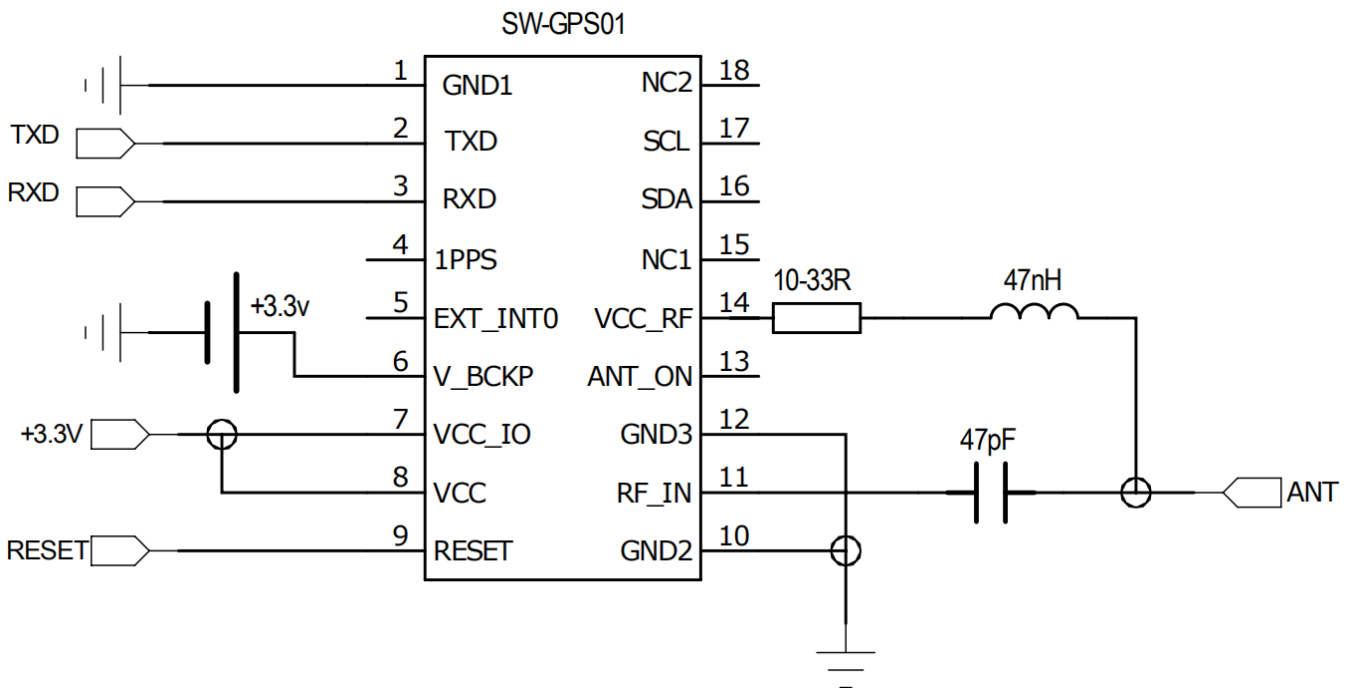 SW-GPS01
1 GND1 NC2 18
TXD 2 TXD SCL 17
RXD 3 RXD SDA 16
4 1PPS NC1 15
10-33R 47nH
+3.3v 5 EXT_INT0 VCC_RF 14
6 V_BCKP ANT_ON 13
+3.3V 7 VCC_IO GND3 12
47pF
8 VCC RF_IN 11 ANT
RESET 9 RESET GND2 10